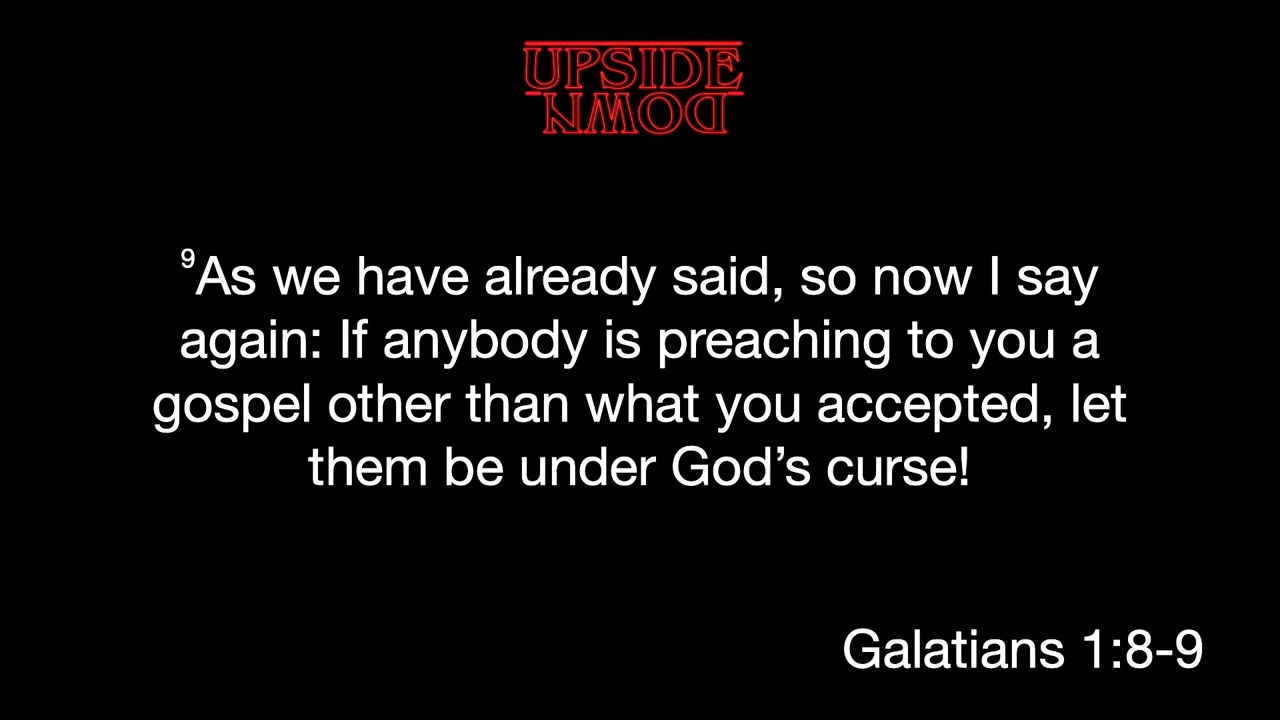 UPSIDE
DOWN
⁹As we have already said, so now I say
again: If anybody is preaching to you a
gospel other than what you accepted, let
them be under God’s curse!
Galatians 1:8-9